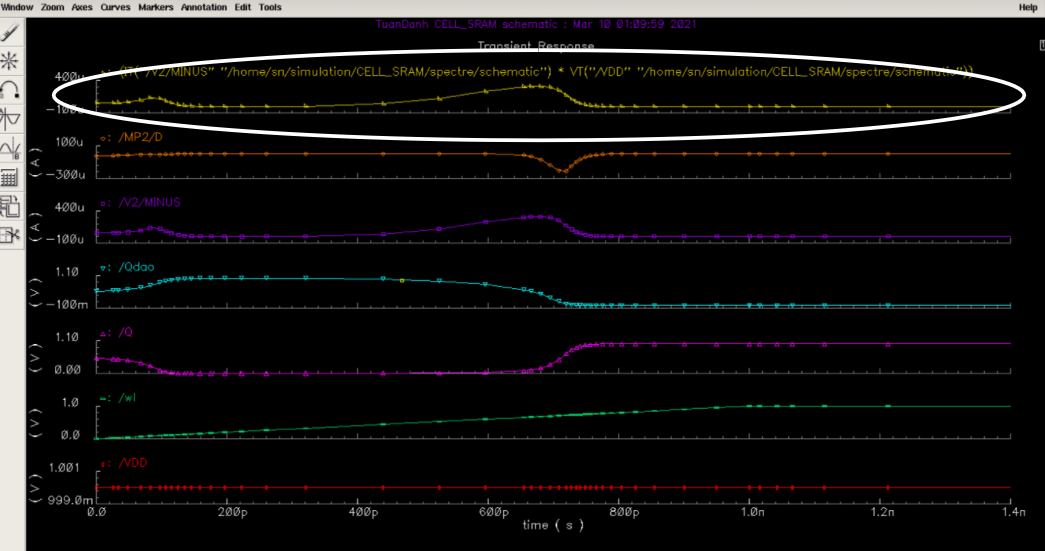 Window Zoom Axes Curves Markers Annotation Edit Tools Help
TuanDanh CELL_SRAM schematic : Mar 10 01:09:59 2021
Transient Response
(IT("/V2/MINUS" "/home/sn/simulation/CELL_SRAM/spectre/schematic") * VT("/VDD" "/home/sn/simulation/CELL_SRAM/spectre/schematic"))
400u
-100u
: /MP2/D
100u
(A)
-300u
: /V2/MINUS
400u
(A)
-100u
: /Qdao
1.10
(V)
-100m
: /Q
1.10
(V)
0.00
: /wl
1.0
(V)
0.0
: /VDD
1.001
(V)
999.0m
0.0 200p 400p 600p 800p 1.0n 1.2n 1.4n
time ( s )